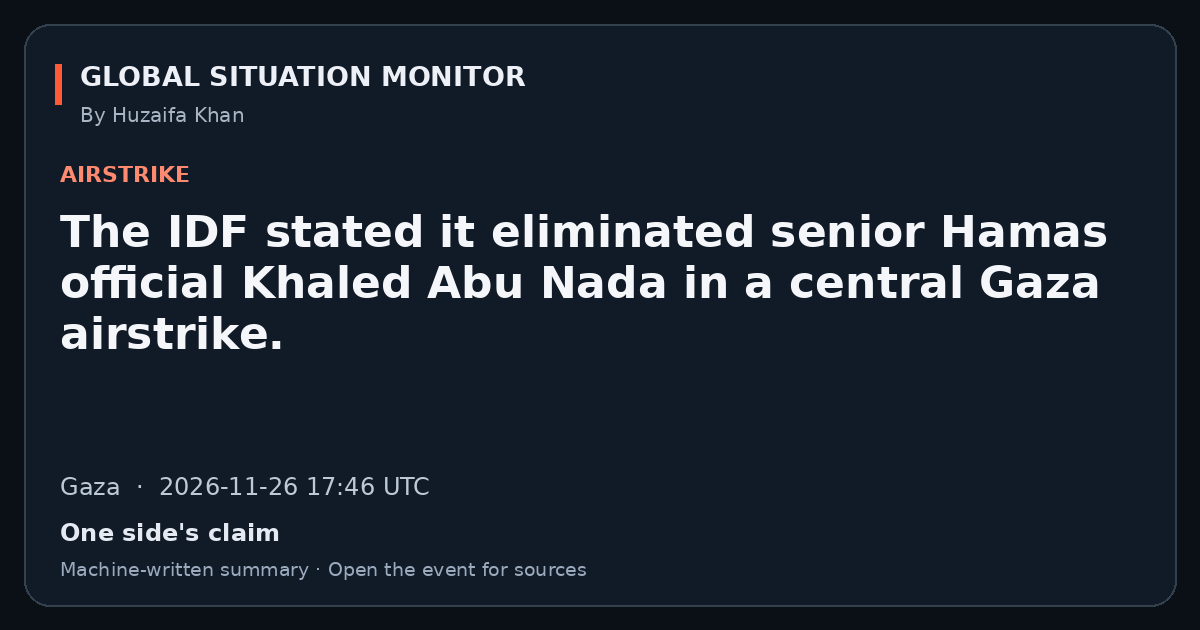 GLOBAL SITUATION MONITOR
By Huzaifa Khan
AIRSTRIKE
The IDF stated it eliminated senior Hamas
official Khaled Abu Nada in a central Gaza
airstrike.
Gaza · 2026-11-26 17:46 UTC
One side's claim
Machine-written summary · Open the event for sources